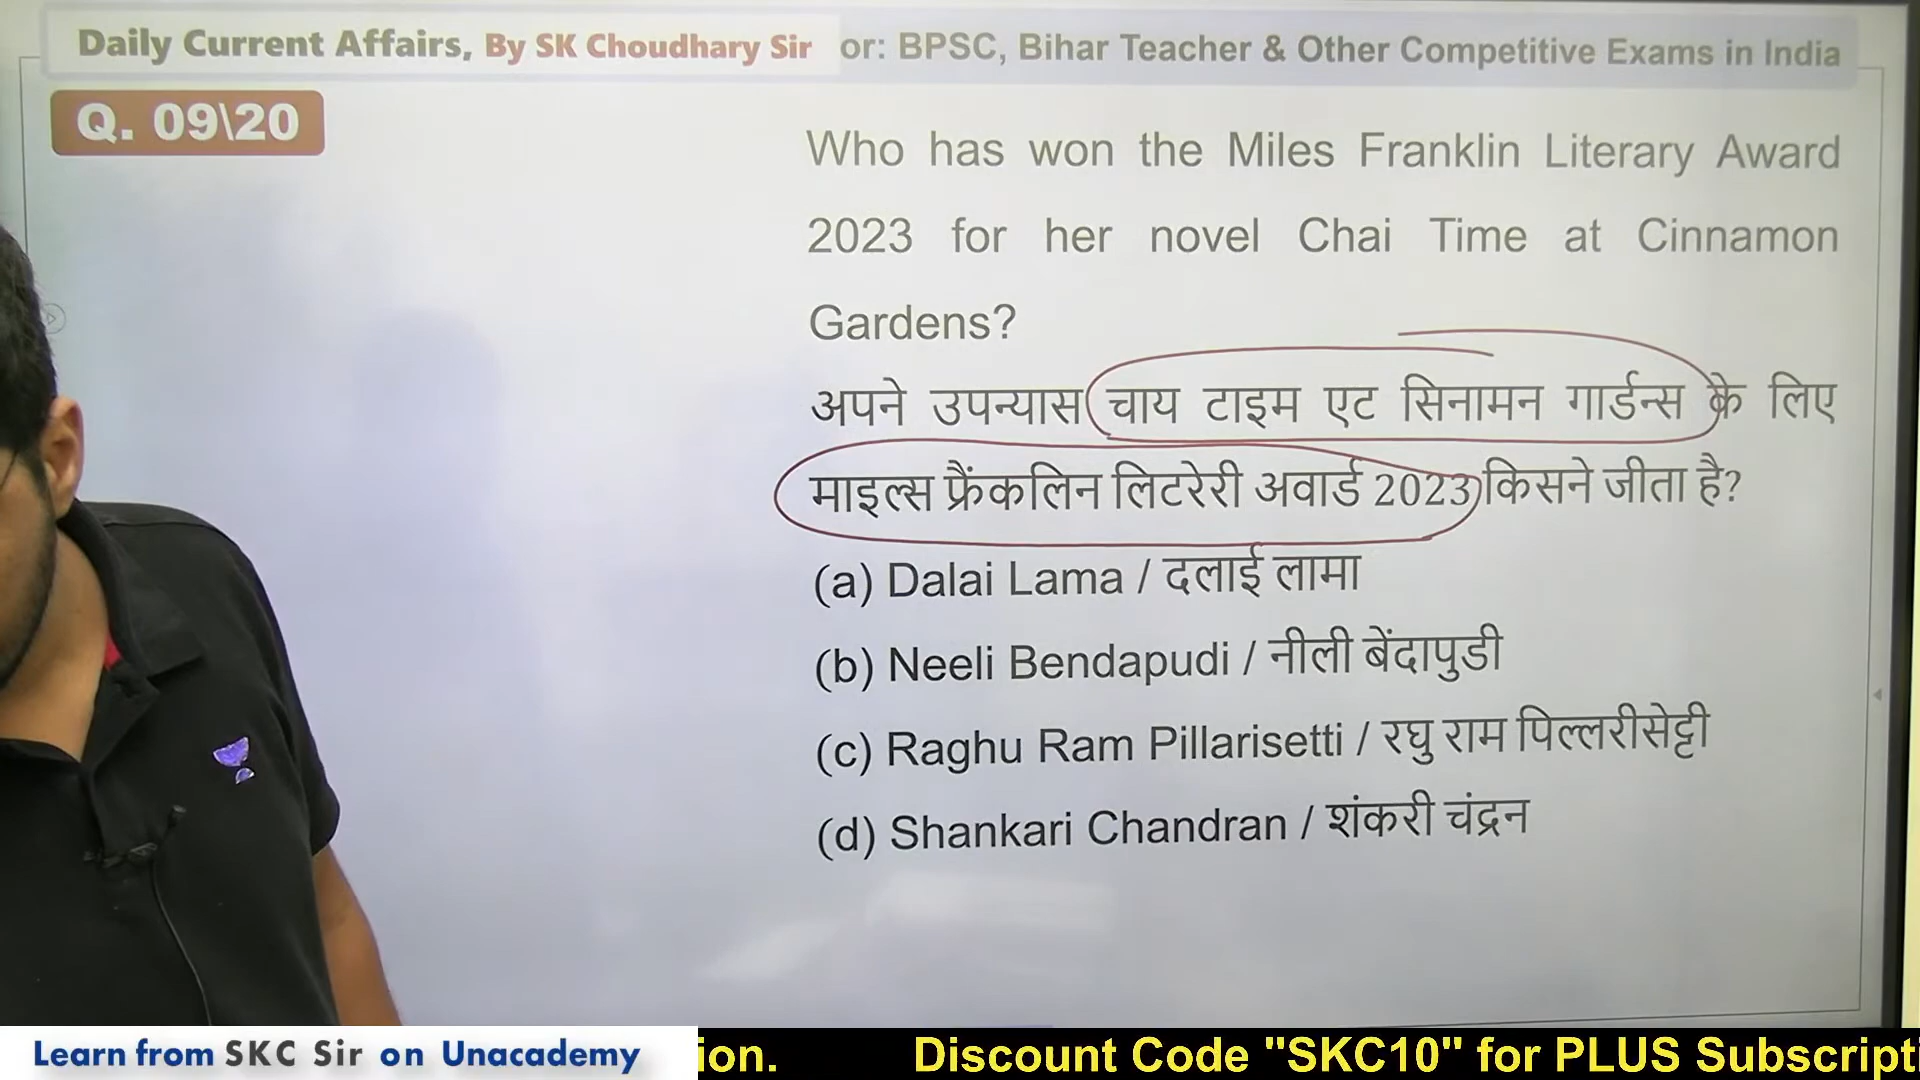 Daily Current Affairs, By SK Choudhary Sir or: BPSC, Bihar Teacher & Other Competitive Exams in India
Q. 09\20
Who has won the Miles Franklin Literary Award
2023 for her novel Chai Time at Cinnamon
Gardens?
अपने उपन्यास चाय टाइम एट सिनामन गार्डन्स के लिए
माइल्स फ्रैंकलिन लिटरेरी अवार्ड 2023 किसने जीता है?
(a) Dalai Lama / दलाई लामा
(b) Neeli Bendapudi / नीली बेंदापुडी
(c) Raghu Ram Pillarisetti / रघु राम पिल्लरीसेट्टी
(d) Shankari Chandran / शंकरी चंद्रन
Learn from SKC Sir on Unacademy
ion. Discount Code "SKC10" for PLUS Subscripti